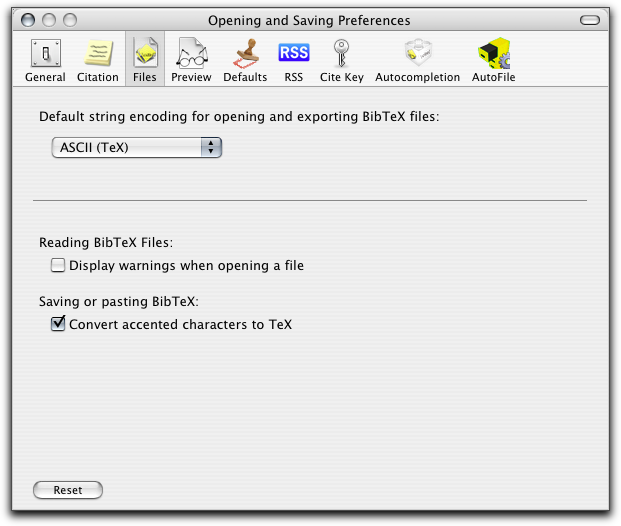 Opening and Saving Preferences
General Citation Files Preview Defaults RSS Cite Key Autocompletion AutoFile
RSS
Default string encoding for opening and exporting BibTeX files:
ASCII (TeX)
Reading BibTeX Files:
Display warnings when opening a file
Saving or pasting BibTeX:
Convert accented characters to TeX
Reset